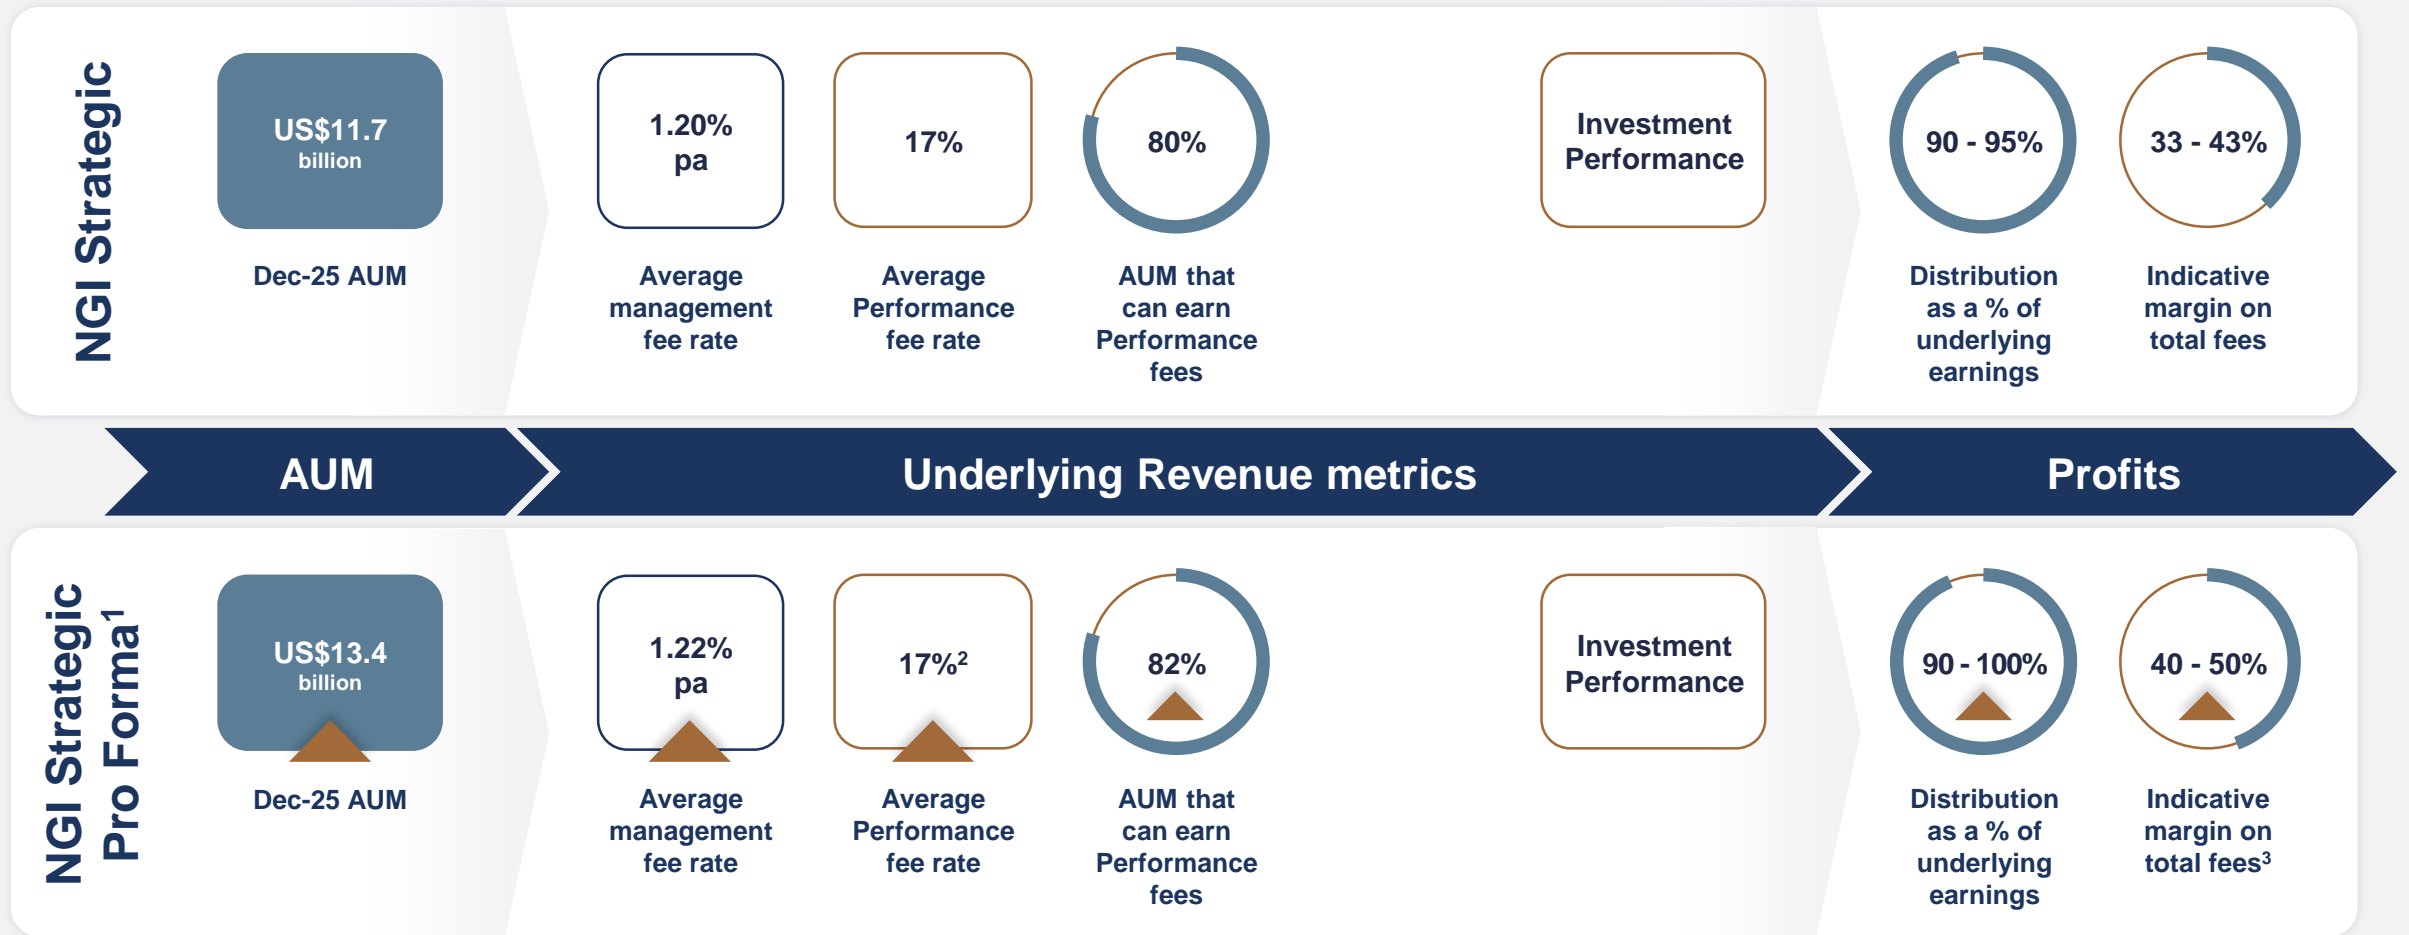 NGI Strategic
US$11.7
billion
Dec-25 AUM
1.20%
pa
Average
management
fee rate
17%
Average
Performance
fee rate
80%
AUM that
can earn
Performance
fees
Investment
Performance
90 - 95%
Distribution
as a % of
underlying
earnings
33 - 43%
Indicative
margin on
total fees
AUM
Underlying Revenue metrics
Profits
NGI Strategic
Pro Forma¹
US$13.4
billion
Dec-25 AUM
1.22%
pa
Average
management
fee rate
17%²
Average
Performance
fee rate
82%
AUM that
can earn
Performance
fees
Investment
Performance
90 - 100%
Distribution
as a % of
underlying
earnings
40 - 50%
Indicative
margin on
total fees³